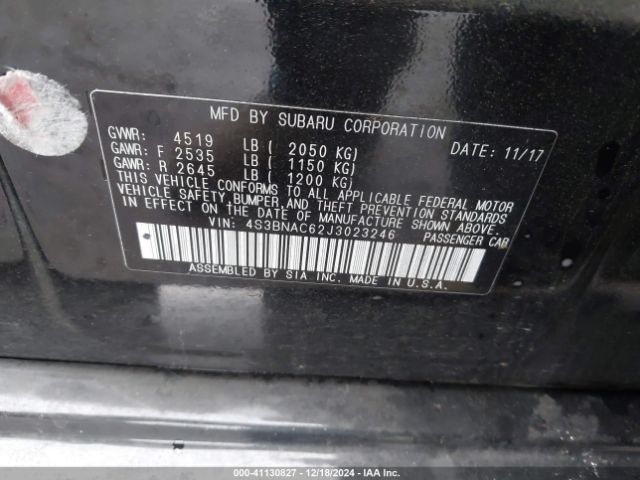 MFD BY SUBARU CORPORATION
GVWR: 4519 LB ( 2050 KG) DATE: 11/17
GAWR: F 2535 LB ( 1150 KG)
GAWR: R 2645 LB ( 1200 KG)
THIS VEHICLE CONFORMS TO ALL APPLICABLE FEDERAL MOTOR
VEHICLE SAFETY, BUMPER, AND THEFT PREVENTION STANDARDS
IN EFFECT ON THE DATE OF MANUFACTURE SHOWN ABOVE.
VIN: 4S3BNAC62J3023246 PASSENGER CAR
ASSEMBLED BY SIA INC. MADE IN U.S.A.
000-41130827 - 12/18/2024 - IAA Inc.